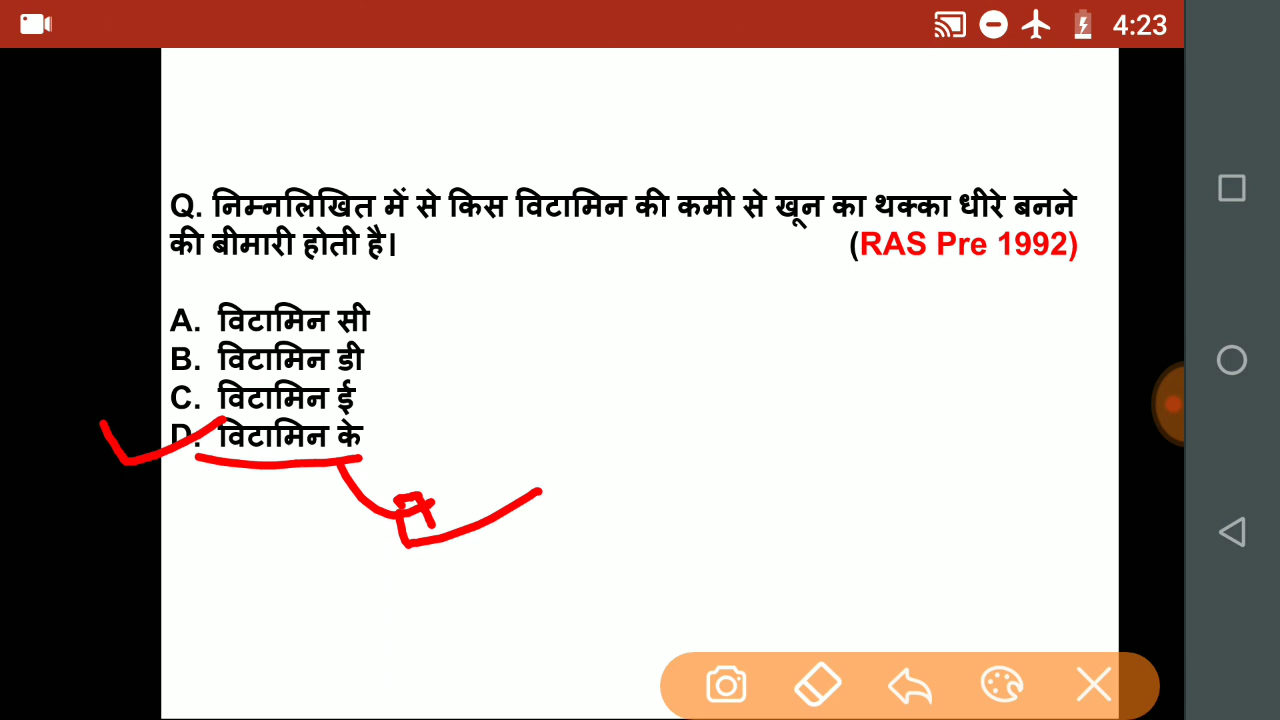 4:23
Q. निम्नलिखित में से किस विटामिन की कमी से खून का थक्का धीरे बनने
की बीमारी होती है। (RAS Pre 1992)
A. विटामिन सी
B. विटामिन डी
C. विटामिन ई
D. विटामिन के